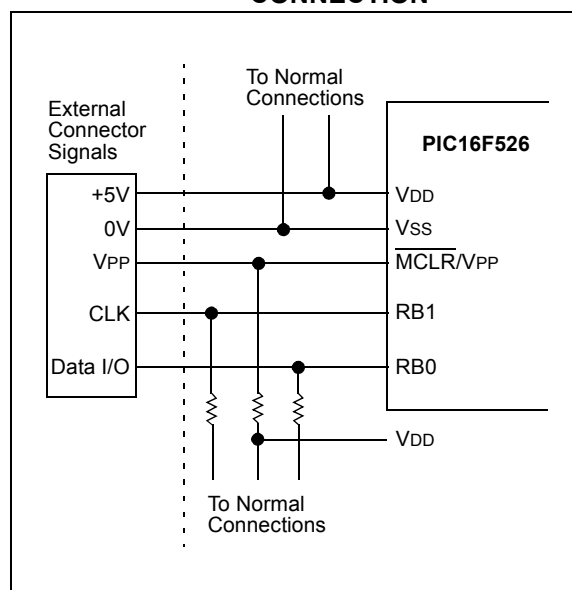 CONNECTION
To Normal
Connections
External
Connector
Signals
PIC16F526
+5V
VDD
0V
VSS
VPP
MCLR/VPP
CLK
RB1
Data I/O
RB0
VDD
To Normal
Connections